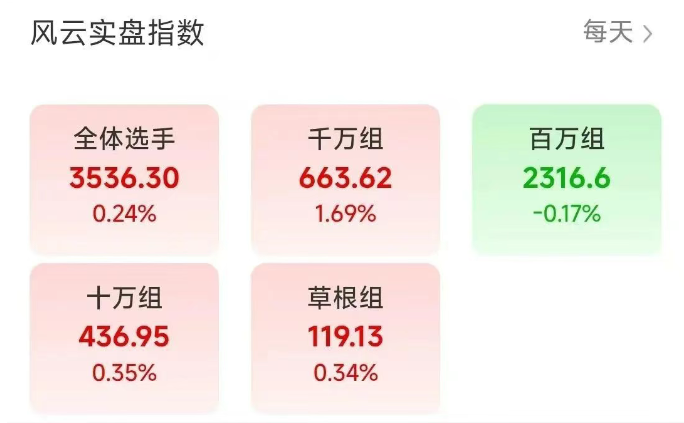 风云实盘指数
每天 >
全体选手
3536.30
0.24%
千万组
663.62
1.69%
百万组
2316.6
-0.17%
十万组
436.95
0.35%
草根组
119.13
0.34%